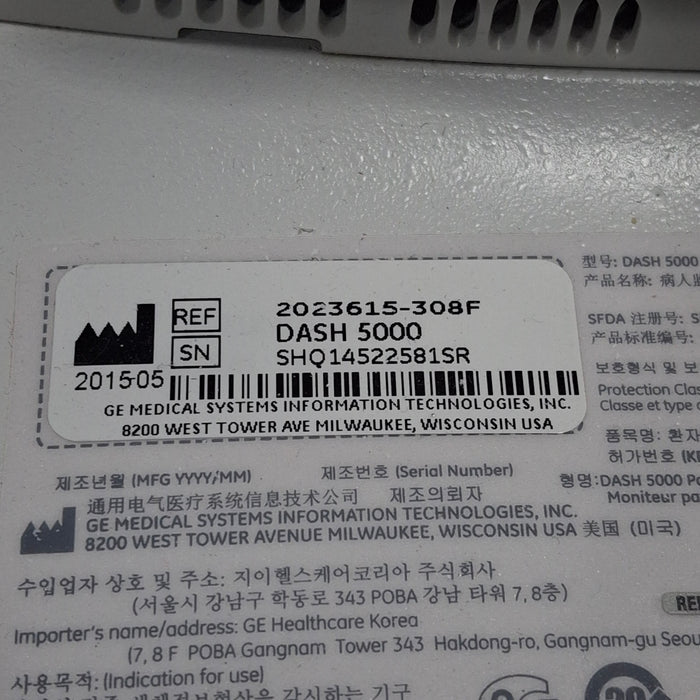 型号: DASH 5000
产品名称: 病人监
REF 2023615-308F
DASH 5000
SN SHQ14522581SR
2015-05
GE MEDICAL SYSTEMS INFORMATION TECHNOLOGIES, INC.
8200 WEST TOWER AVE MILWAUKEE, WISCONSIN USA
SFDA 注册号: S
产品标准编号:
보호형식 및 보
Protection Clas
Classe et type
품목명: 환자
허가번호 (K
형명:DASH 5000 Pa
Moniteur pa
제조년월 (MFG YYYY/MM) 제조번호 (Serial Number)
通用电气医疗系统信息技术公司 제조의뢰자
GE MEDICAL SYSTEMS INFORMATION TECHNOLOGIES, INC.
8200 WEST TOWER AVENUE MILWAUKEE, WISCONSIN USA 美国 (미국)
수입업자 상호 및 주소: 지이헬스케어코리아 주식회사
(서울시 강남구 학동로 343 POBA 강남 타워 7, 8층)
Importer's name/address: GE Healthcare Korea
(7, 8 F POBA Gangnam Tower 343 Hakdong-ro, Gangnam-gu Seou
사용목적: (Indication for use)
REF